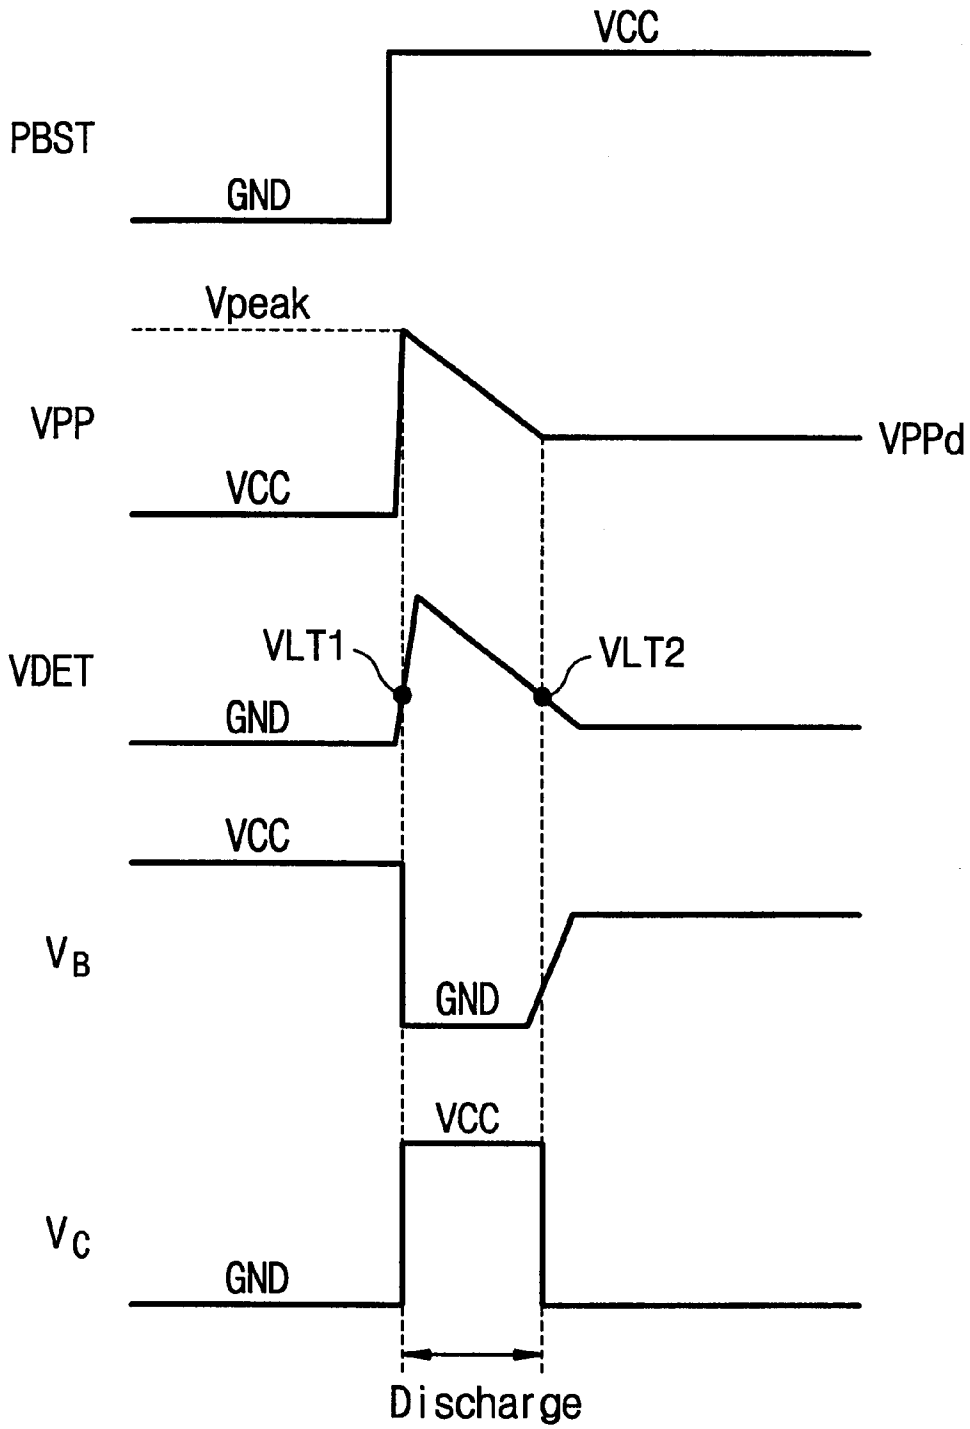 VCC
PBST
GND
Vpeak
VPP
VPPd
VCC
VLT1
VLT2
VDET
GND
VCC
VB
GND
VCC
VC
GND
Discharge